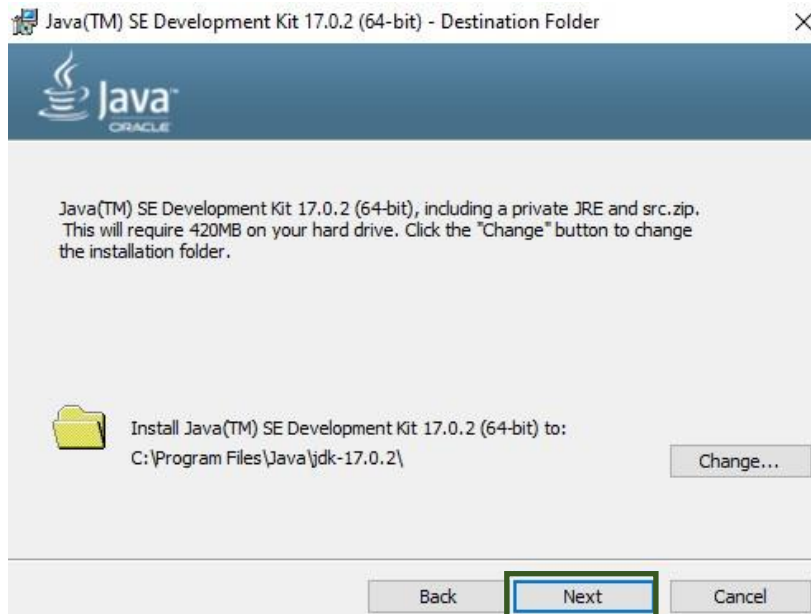 Java(TM) SE Development Kit 17.0.2 (64-bit) - Destination Folder
Java™
ORACLE
Java(TM) SE Development Kit 17.0.2 (64-bit), including a private JRE and src.zip.
This will require 420MB on your hard drive. Click the "Change" button to change
the installation folder.
Install Java(TM) SE Development Kit 17.0.2 (64-bit) to:
C:\Program Files\Java\jdk-17.0.2\
Change...
Back
Next
Cancel